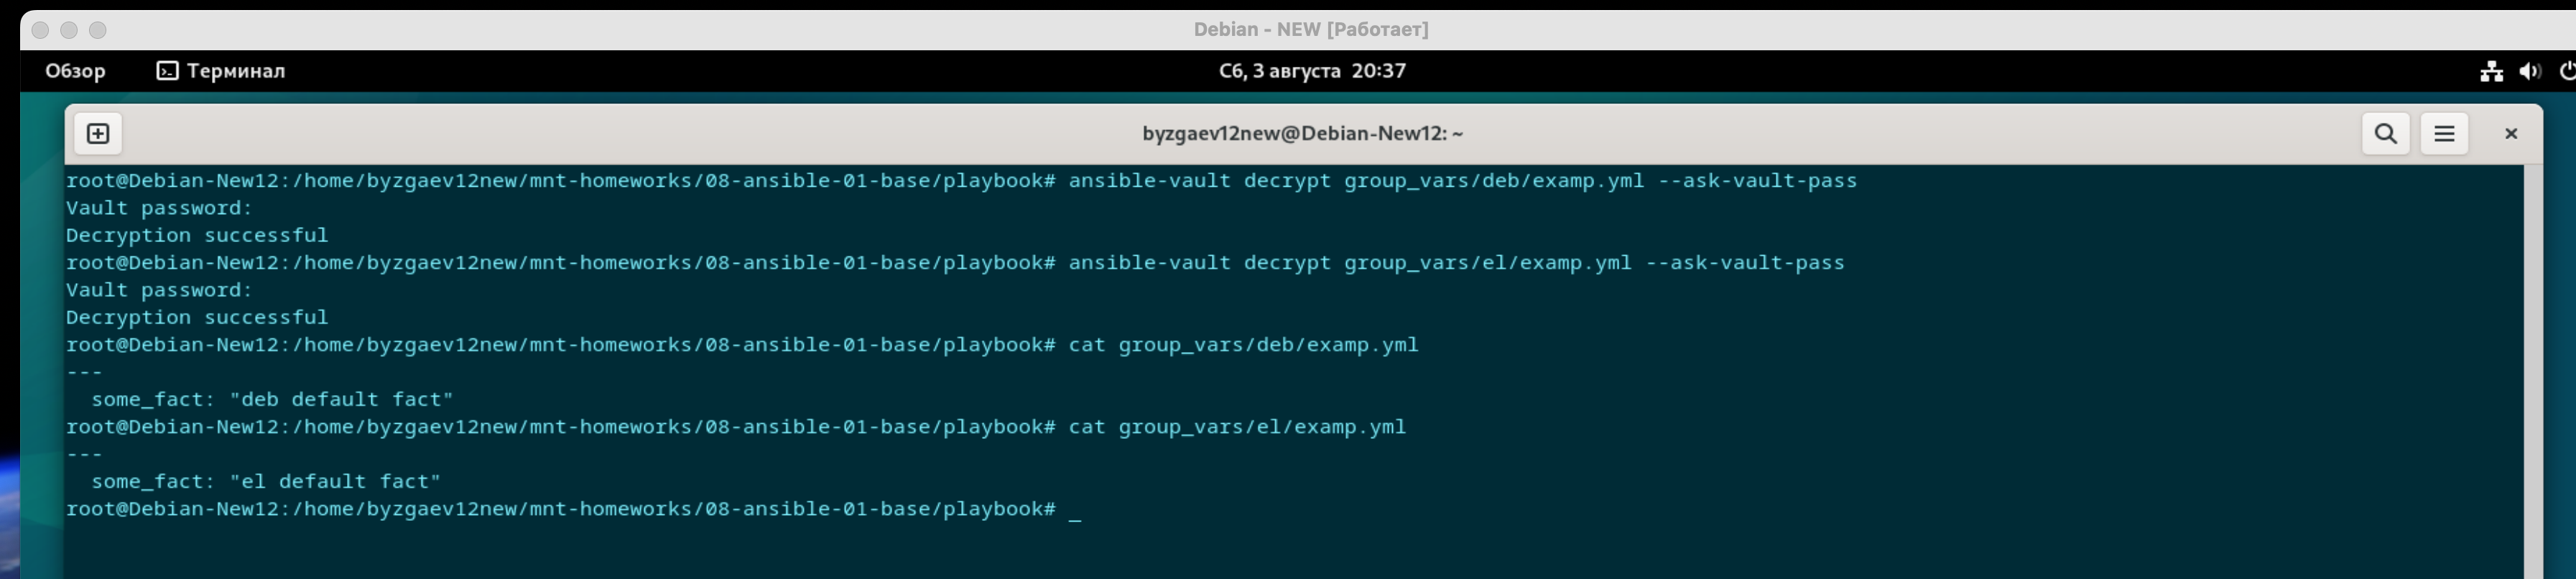 Debian - NEW [Работает]
Обзор Терминал Сб, 3 августа 20:37
byzgaev12new@Debian-New12: ~
root@Debian-New12:/home/byzgaev12new/mnt-homeworks/08-ansible-01-base/playbook# ansible-vault decrypt group_vars/deb/examp.yml --ask-vault-pass
Vault password:
Decryption successful
root@Debian-New12:/home/byzgaev12new/mnt-homeworks/08-ansible-01-base/playbook# ansible-vault decrypt group_vars/el/examp.yml --ask-vault-pass
Vault password:
Decryption successful
root@Debian-New12:/home/byzgaev12new/mnt-homeworks/08-ansible-01-base/playbook# cat group_vars/deb/examp.yml
---
  some_fact: "deb default fact"
root@Debian-New12:/home/byzgaev12new/mnt-homeworks/08-ansible-01-base/playbook# cat group_vars/el/examp.yml
---
  some_fact: "el default fact"
root@Debian-New12:/home/byzgaev12new/mnt-homeworks/08-ansible-01-base/playbook# _